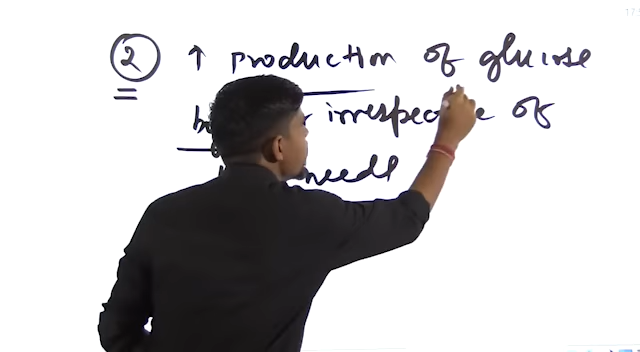 ② ↑ production of glucose
irrespective of
needs